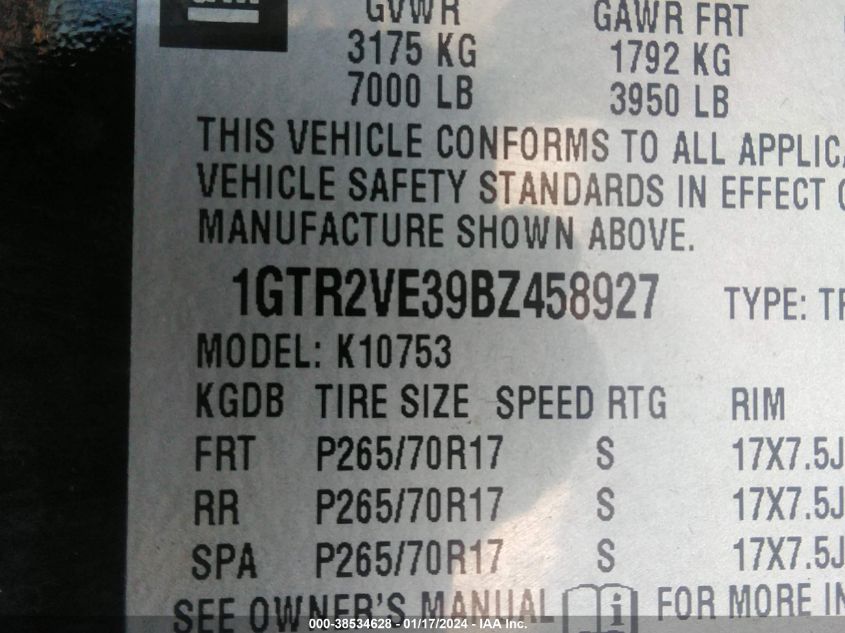 GM
GVWR GAWR FRT
3175 KG 1792 KG
7000 LB 3950 LB
THIS VEHICLE CONFORMS TO ALL APPLICA
VEHICLE SAFETY STANDARDS IN EFFECT O
MANUFACTURE SHOWN ABOVE.
1GTR2VE39BZ458927 TYPE: TR
MODEL: K10753
KGDB TIRE SIZE SPEED RTG RIM
FRT P265/70R17 S 17X7.5J
RR P265/70R17 S 17X7.5J
SPA P265/70R17 S 17X7.5J
SEE OWNER'S MANUAL i FOR MORE IN
000-38534628 - 01/17/2024 - IAA Inc.